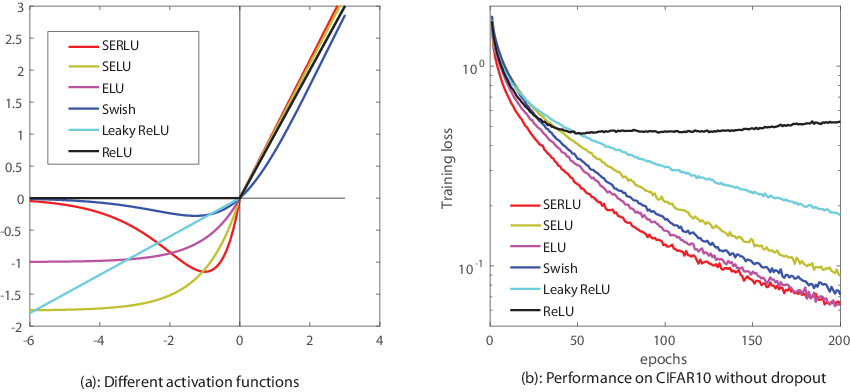 3
2.5
2
1.5
1
0.5
0
-0.5
-1
-1.5
-2
-6
-4
-2
0
2
4
SERLU
SELU
ELU
Swish
Leaky ReLU
ReLU
(a): Different activation functions
Training loss
10^0
10^-1
0
50
100
150
200
epochs
SERLU
SELU
ELU
Swish
Leaky ReLU
ReLU
(b): Performance on CIFAR10 without dropout